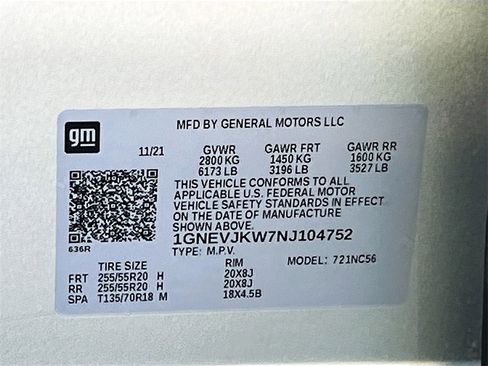 gm
MFD BY GENERAL MOTORS LLC
11/21 GVWR GAWR FRT GAWR RR
2800 KG 1450 KG 1600 KG
6173 LB 3196 LB 3527 LB
THIS VEHICLE CONFORMS TO ALL
APPLICABLE U.S. FEDERAL MOTOR
VEHICLE SAFETY STANDARDS IN EFFECT
ON THE DATE OF MANUFACTURE
SHOWN ABOVE.
636R
1GNEVJKW7NJ104752
TYPE: M.P.V. MODEL: 721NC56
TIRE SIZE RIM
FRT 255/55R20 H 20X8J
RR 255/55R20 H 20X8J
SPA T135/70R18 M 18X4.5B